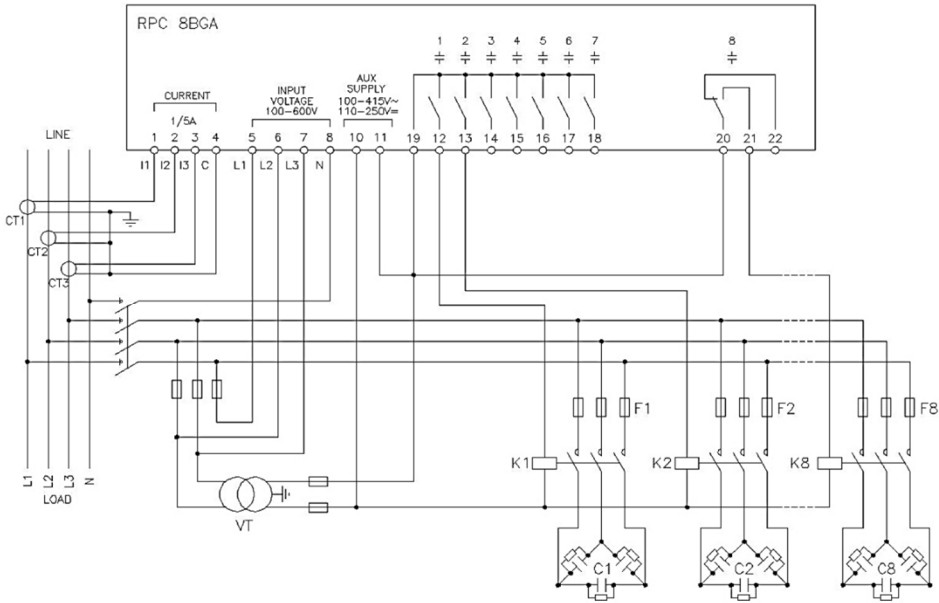 RPC 8BGA
1 2 3 4 5 6 7 8
CURRENT
1/5A
INPUT
VOLTAGE
100-600V
AUX
SUPPLY
100-415V~
110-250V=
LINE
1 2 3 4 5 6 7 8 10 11 19 12 13 14 15 16 17 18 20 21 22
I1 I2 I3 C L1 L2 L3 N
CT1
CT2
CT3
F1 F2 F8
K1 K2 K8
L1 L2 L3 N
LOAD
VT
C1 C2 C8